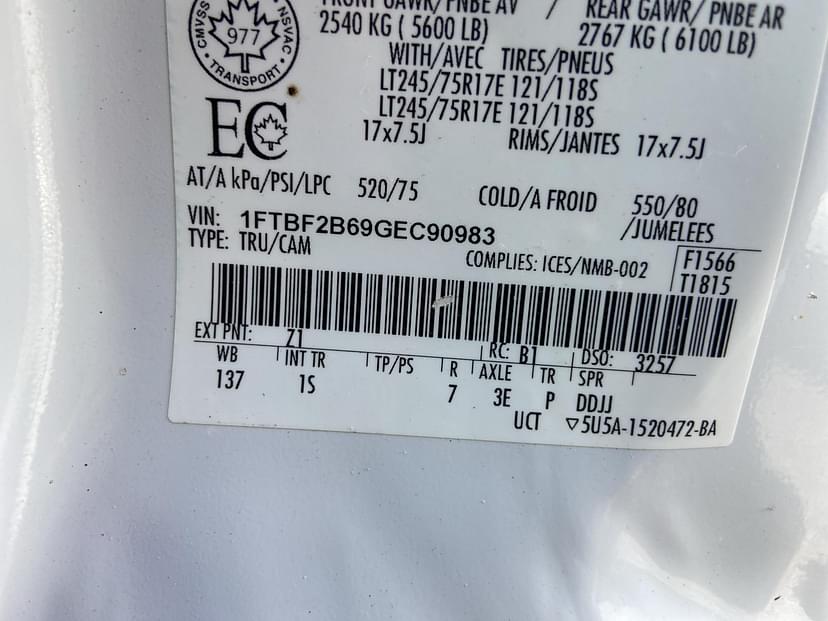 FRONT GAWR/PNBE AV / REAR GAWR/ PNBE AR
2540 KG ( 5600 LB) 2767 KG ( 6100 LB)
WITH/AVEC TIRES/PNEUS
LT245/75R17E 121/118S
LT245/75R17E 121/118S
17x7.5J RIMS/JANTES 17x7.5J
CMVSS NSVAC
977
TRANSPORT
EC
AT/A kPa/PSI/LPC 520/75 COLD/A FROID 550/80
/JUMELEES
VIN: 1FTBF2B69GEC90983
TYPE: TRU/CAM
COMPLIES: ICES/NMB-002
F1566
T1815
EXT PNT: Z1 RC: B1 DSO: 3257
WB INT TR TP/PS R AXLE TR SPR
137 1S 7 3E P DDJJ
UCT ▽5U5A-1520472-BA